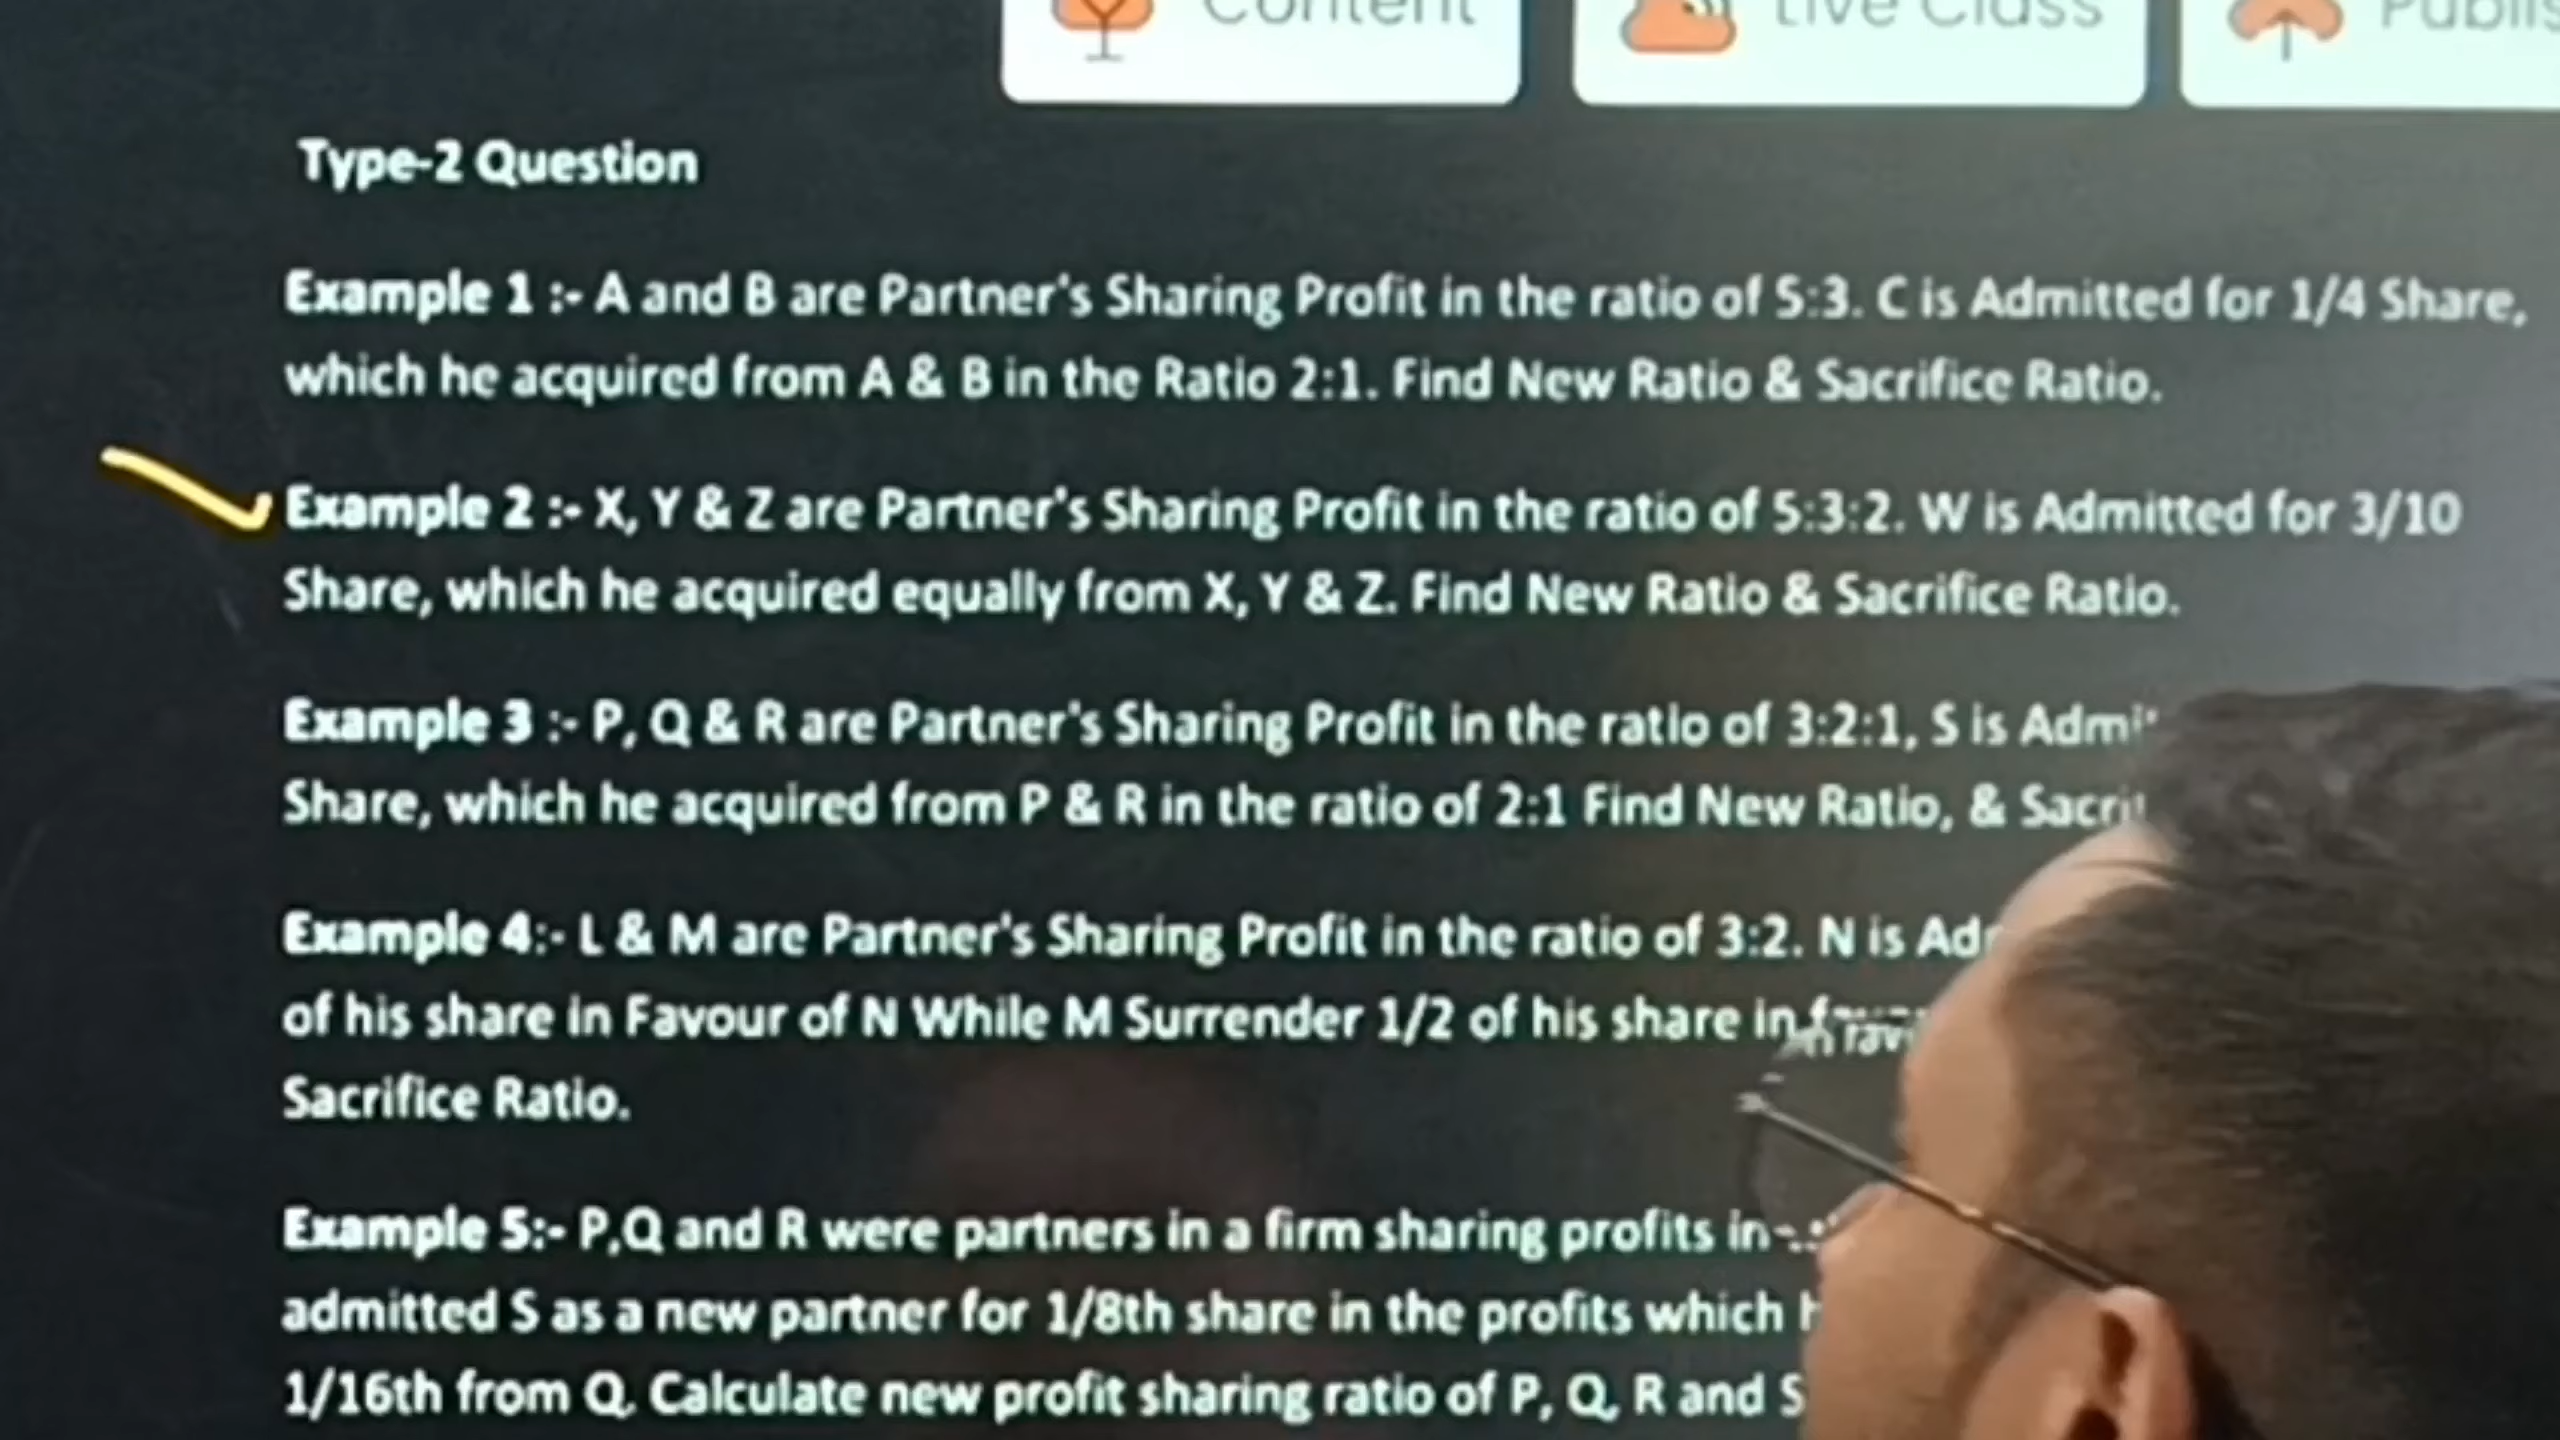 Content Live Class
Type-2 Question
Example 1 :- A and B are Partner's Sharing Profit in the ratio of 5:3. C is Admitted for 1/4 Share,
which he acquired from A & B in the Ratio 2:1. Find New Ratio & Sacrifice Ratio.
Example 2 :- X, Y & Z are Partner's Sharing Profit in the ratio of 5:3:2. W is Admitted for 3/10
Share, which he acquired equally from X, Y & Z. Find New Ratio & Sacrifice Ratio.
Example 3 :- P, Q & R are Partner's Sharing Profit in the ratio of 3:2:1, S is
Share, which he acquired from P & R in the ratio of 2:1 Find New Ratio, &
Example 4:- L & M are Partner's Sharing Profit in the ratio of 3:2. N is
of his share in Favour of N While M Surrender 1/2 of his share in
Sacrifice Ratio.
Example 5:- P,Q and R were partners in a firm sharing profits in
admitted S as a new partner for 1/8th share in the profits which
1/16th from Q. Calculate new profit sharing ratio of P, Q, R and S